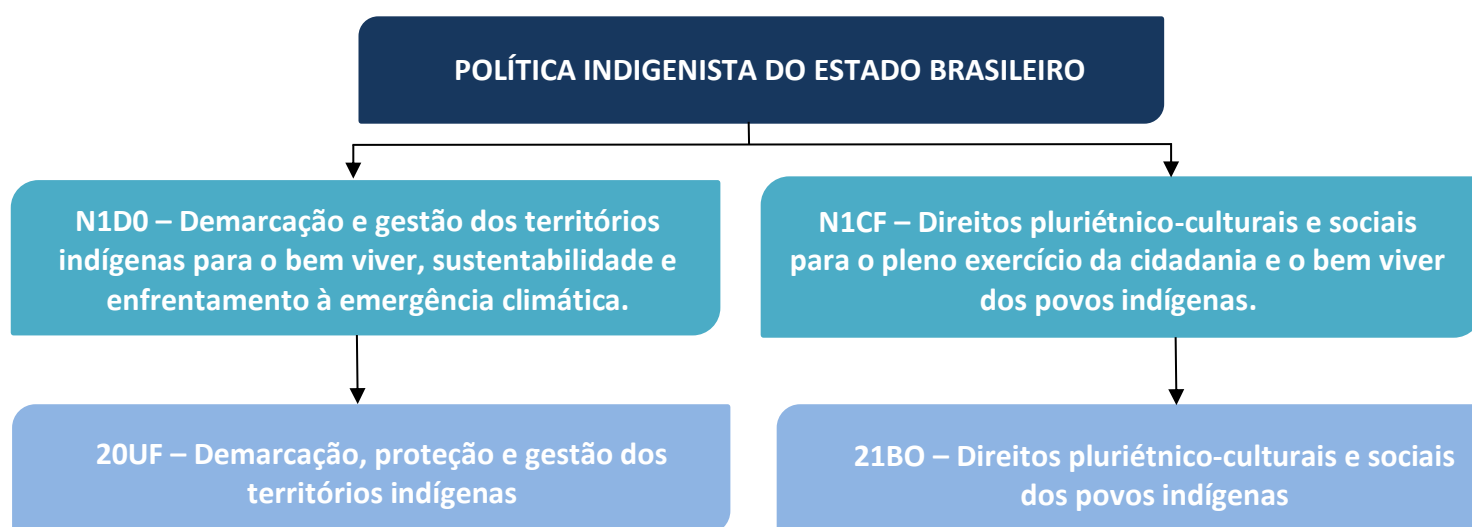 POLÍTICA INDIGENISTA DO ESTADO BRASILEIRO
N1D0 – Demarcação e gestão dos territórios
indígenas para o bem viver, sustentabilidade e
enfrentamento à emergência climática.
N1CF – Direitos pluriétnico-culturais e sociais
para o pleno exercício da cidadania e o bem viver
dos povos indígenas.
20UF – Demarcação, proteção e gestão dos
territórios indígenas
21BO – Direitos pluriétnico-culturais e sociais
dos povos indígenas